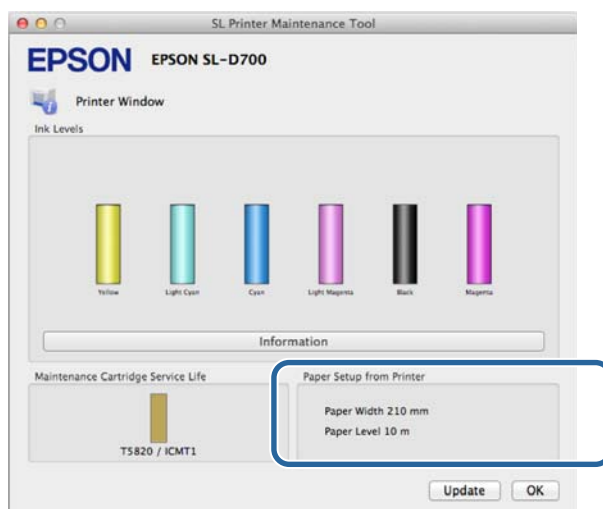 SL Printer Maintenance Tool
EPSON EPSON SL-D700
Printer Window
Ink Levels
Yellow Light Cyan Cyan Light Magenta Black Magenta
Information
Maintenance Cartridge Service Life
T5820 / ICMT1
Paper Setup from Printer
Paper Width 210 mm
Paper Level 10 m
Update OK